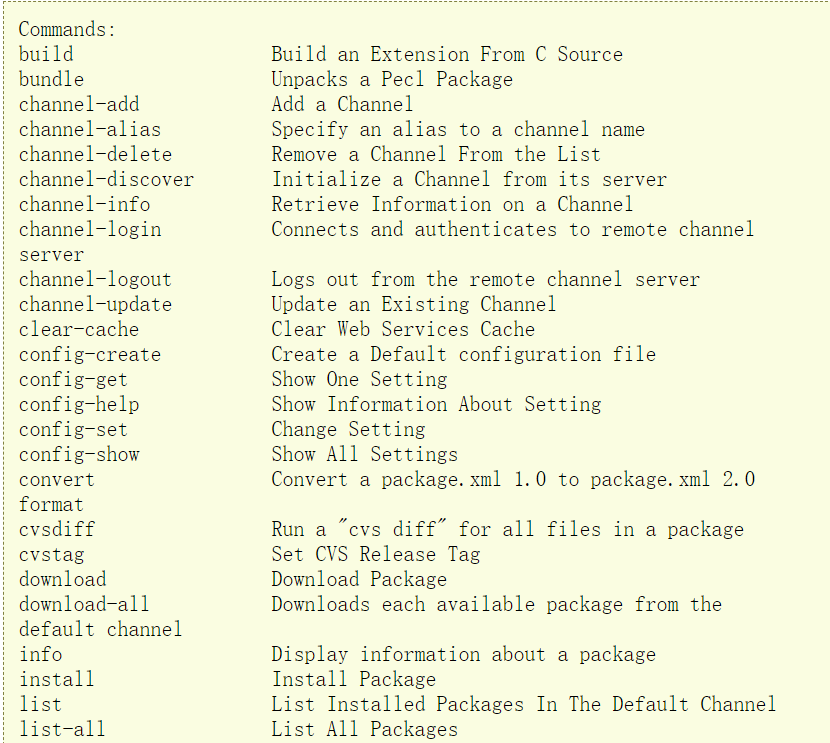 Commands:
build                  Build an Extension From C Source
bundle                 Unpacks a Pecl Package
channel-add            Add a Channel
channel-alias          Specify an alias to a channel name
channel-delete         Remove a Channel From the List
channel-discover       Initialize a Channel from its server
channel-info           Retrieve Information on a Channel
channel-login          Connects and authenticates to remote channel
server
channel-logout         Logs out from the remote channel server
channel-update         Update an Existing Channel
clear-cache            Clear Web Services Cache
config-create          Create a Default configuration file
config-get             Show One Setting
config-help            Show Information About Setting
config-set             Change Setting
config-show            Show All Settings
convert                Convert a package.xml 1.0 to package.xml 2.0
format
cvsdiff                Run a "cvs diff" for all files in a package
cvstag                 Set CVS Release Tag
download               Download Package
download-all           Downloads each available package from the
default channel
info                   Display information about a package
install                Install Package
list                   List Installed Packages In The Default Channel
list-all               List All Packages